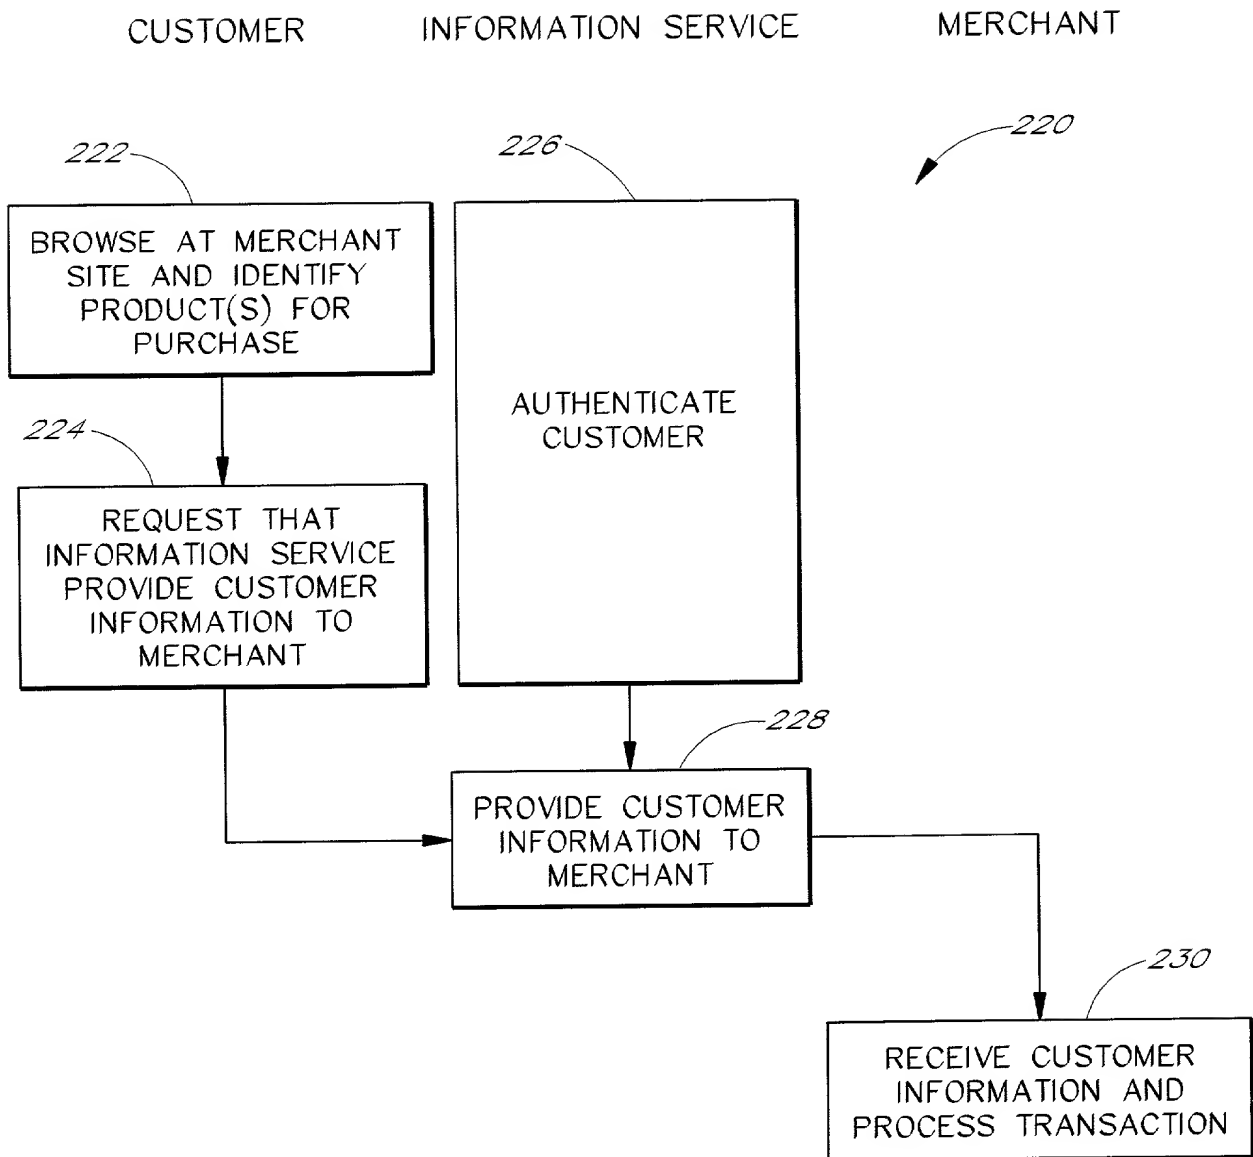 CUSTOMER
INFORMATION SERVICE
MERCHANT
220
222
BROWSE AT MERCHANT
SITE AND IDENTIFY
PRODUCT(S) FOR
PURCHASE
226
AUTHENTICATE
CUSTOMER
224
REQUEST THAT
INFORMATION SERVICE
PROVIDE CUSTOMER
INFORMATION TO
MERCHANT
228
PROVIDE CUSTOMER
INFORMATION TO
MERCHANT
230
RECEIVE CUSTOMER
INFORMATION AND
PROCESS TRANSACTION